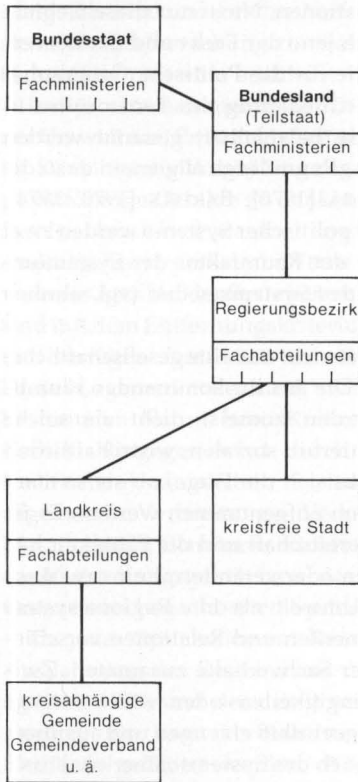 Bundesstaat
Fachministerien
Bundesland
(Teilstaat)
Fachministerien
Regierungsbezirk
Fachabteilungen
Landkreis
Fachabteilungen
kreisfreie Stadt
kreisabhängige
Gemeinde
Gemeindeverband
u. ä.